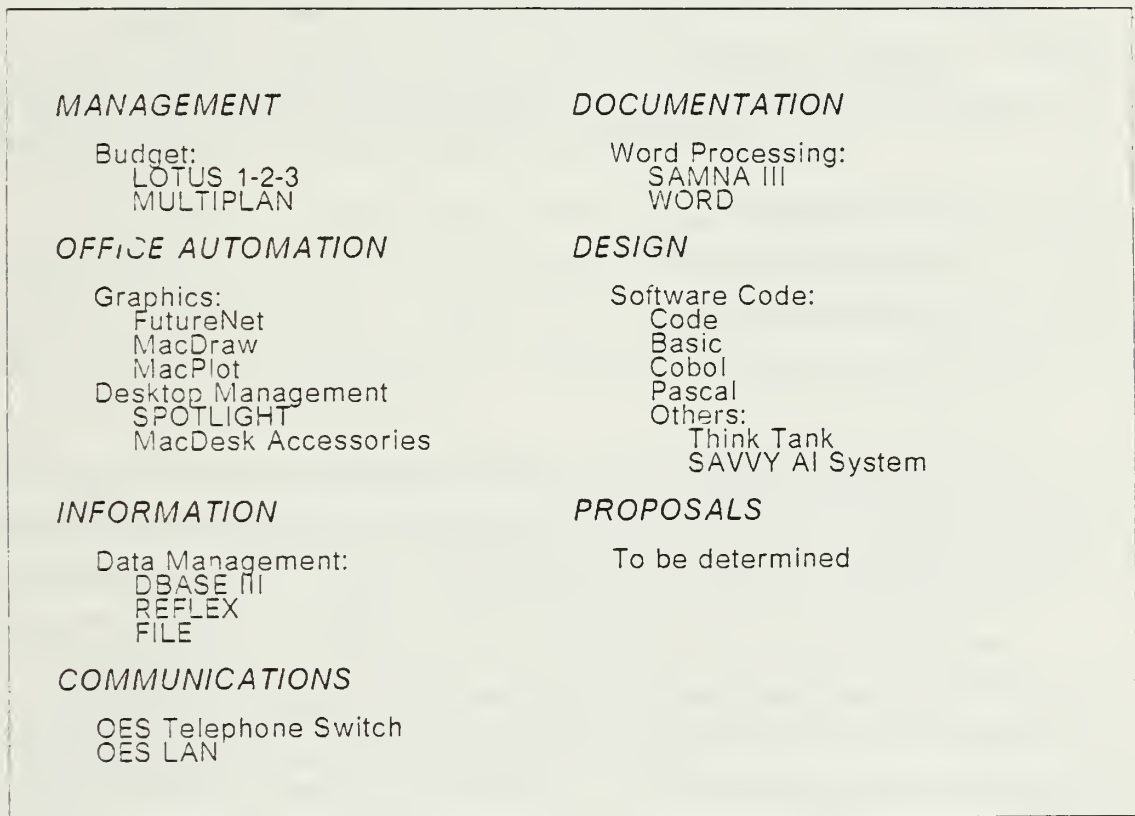 MANAGEMENT
Budget:
LOTUS 1-2-3
MULTIPLAN
OFFICE AUTOMATION
Graphics:
FutureNet
MacDraw
MacPlot
Desktop Management
SPOTLIGHT
MacDesk Accessories
INFORMATION
Data Management:
DBASE III
REFLEX
FILE
COMMUNICATIONS
OES Telephone Switch
OES LAN
DOCUMENTATION
Word Processing:
SAMNA III
WORD
DESIGN
Software Code:
Code
Basic
Cobol
Pascal
Others:
Think Tank
SAVVY AI System
PROPOSALS
To be determined